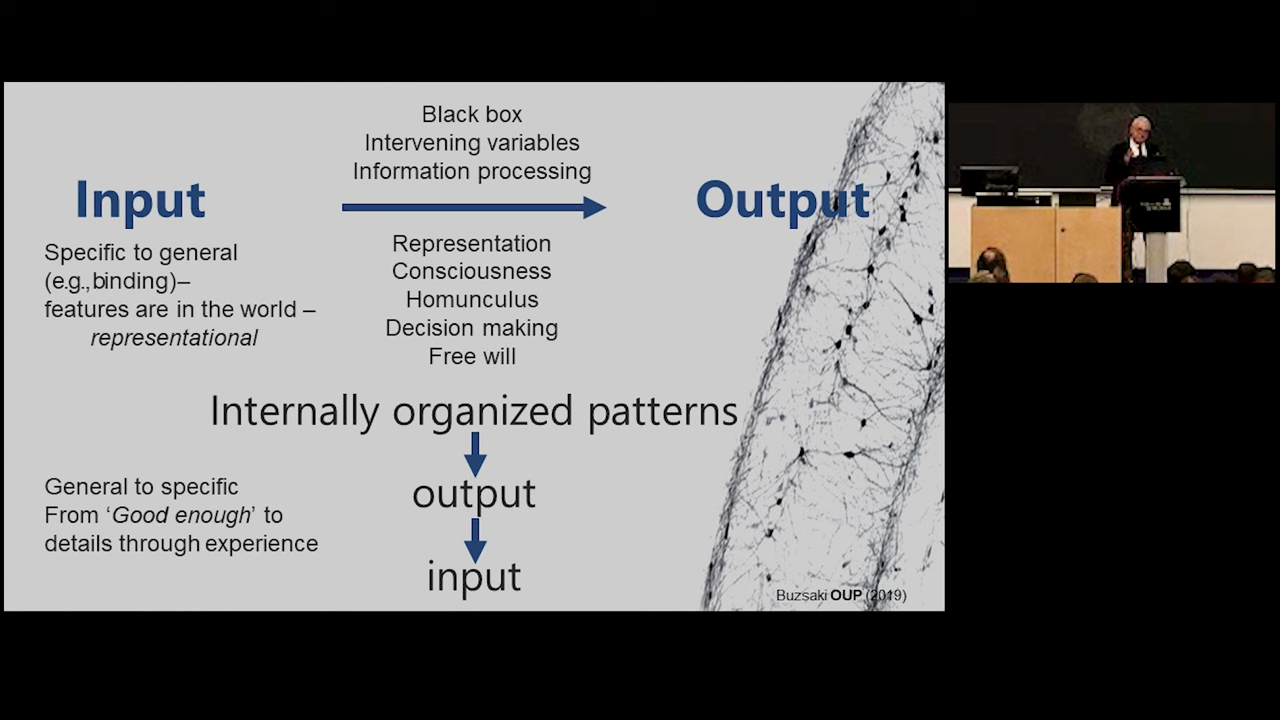 Black box
Intervening variables
Information processing
Input
Output
Specific to general
(e.g.,binding)–
features are in the world –
representational
Representation
Consciousness
Homunculus
Decision making
Free will
Internally organized patterns
output
input
General to specific
From ‘Good enough’ to
details through experience
Buzsaki OUP (2019)